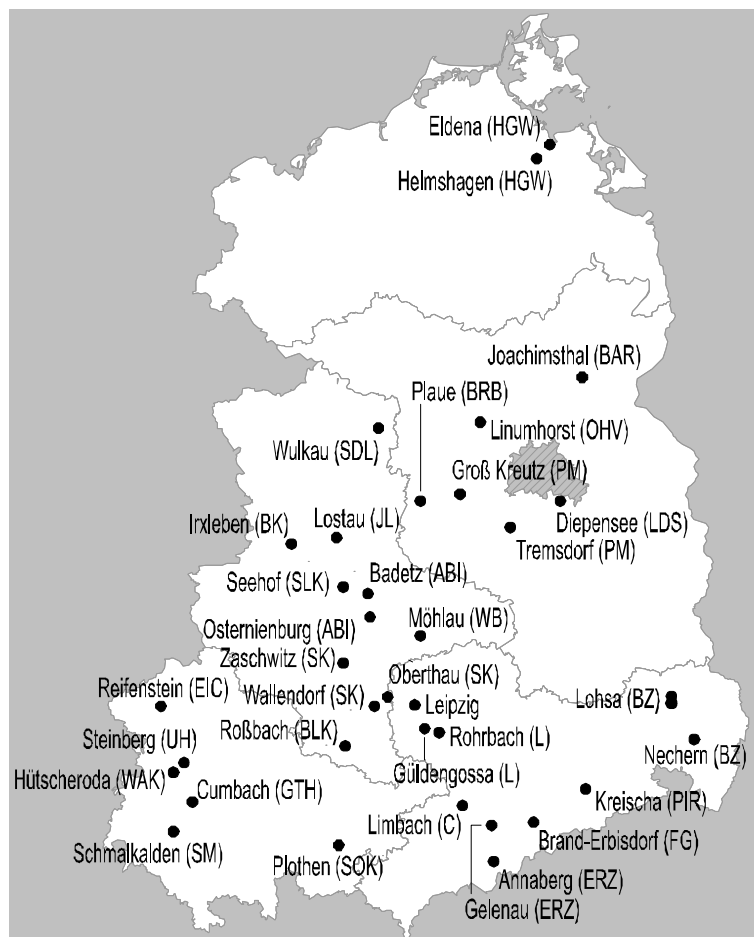 Eldena (HGW)
Helmshagen (HGW)
Joachimsthal (BAR)
Plaue (BRB)
Linumhorst (OHV)
Wulkau (SDL)
Groß Kreutz (PM)
Irxleben (BK)
Lostau (JL)
Diepensee (LDS)
Tremsdorf (PM)
Seehof (SLK)
Badetz (ABI)
Osternienburg (ABI)
Möhlau (WB)
Zaschwitz (SK)
Oberthau (SK)
Reifenstein (EIC)
Wallendorf (SK)
Leipzig
Lohsa (BZ)
Roßbach (BLK)
Rohrbach (L)
Steinberg (UH)
Nechern (BZ)
Hütscheroda (WAK)
Güldengossa (L)
Cumbach (GTH)
Kreischa (PIR)
Limbach (C)
Brand-Erbisdorf (FG)
Schmalkalden (SM)
Plothen (SOK)
Annaberg (ERZ)
Gelenau (ERZ)